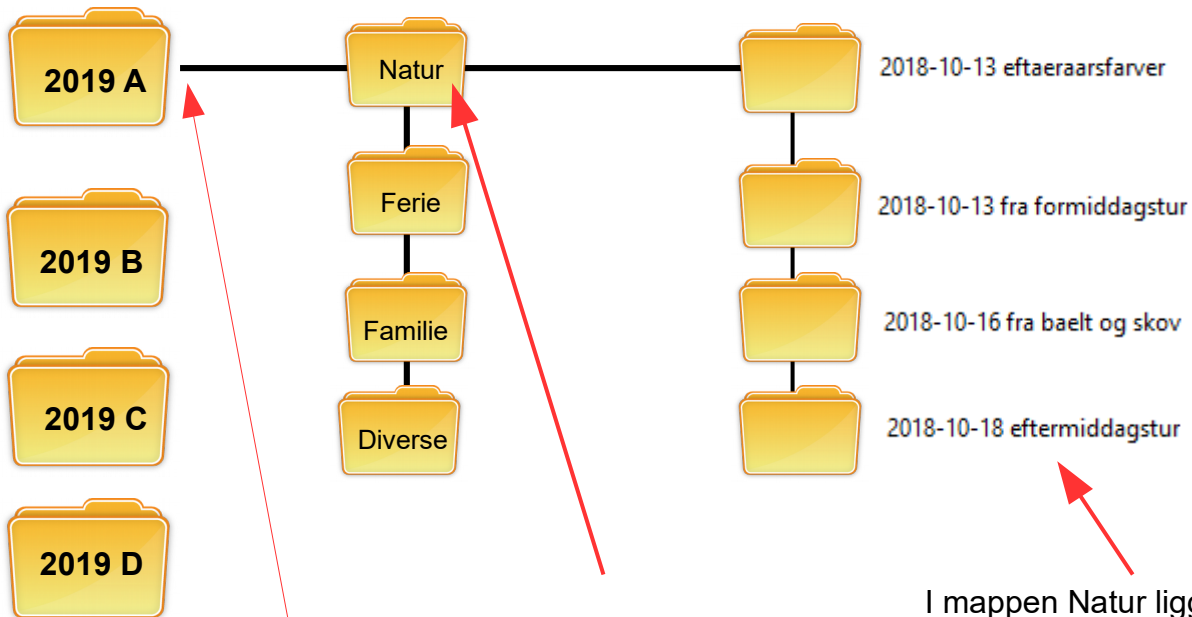 2019 A
Natur
2018-10-13 eftaeraarsfarver
Ferie
2018-10-13 fra formiddagstur
2019 B
Familie
2018-10-16 fra baelt og skov
2019 C
Diverse
2018-10-18 eftermiddagstur
2019 D
I mappen Natur